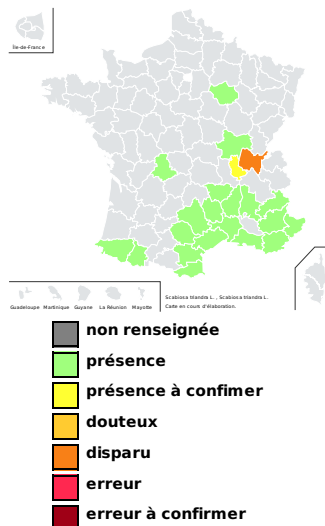 Île-de-France
Guadeloupe Martinique Guyane La Réunion Mayotte
Scabiosa triandra L. , Scabiosa triandra L.
Carte en cours d'élaboration.
non renseignée
présence
présence à confimer
douteux
disparu
erreur
erreur à confirmer